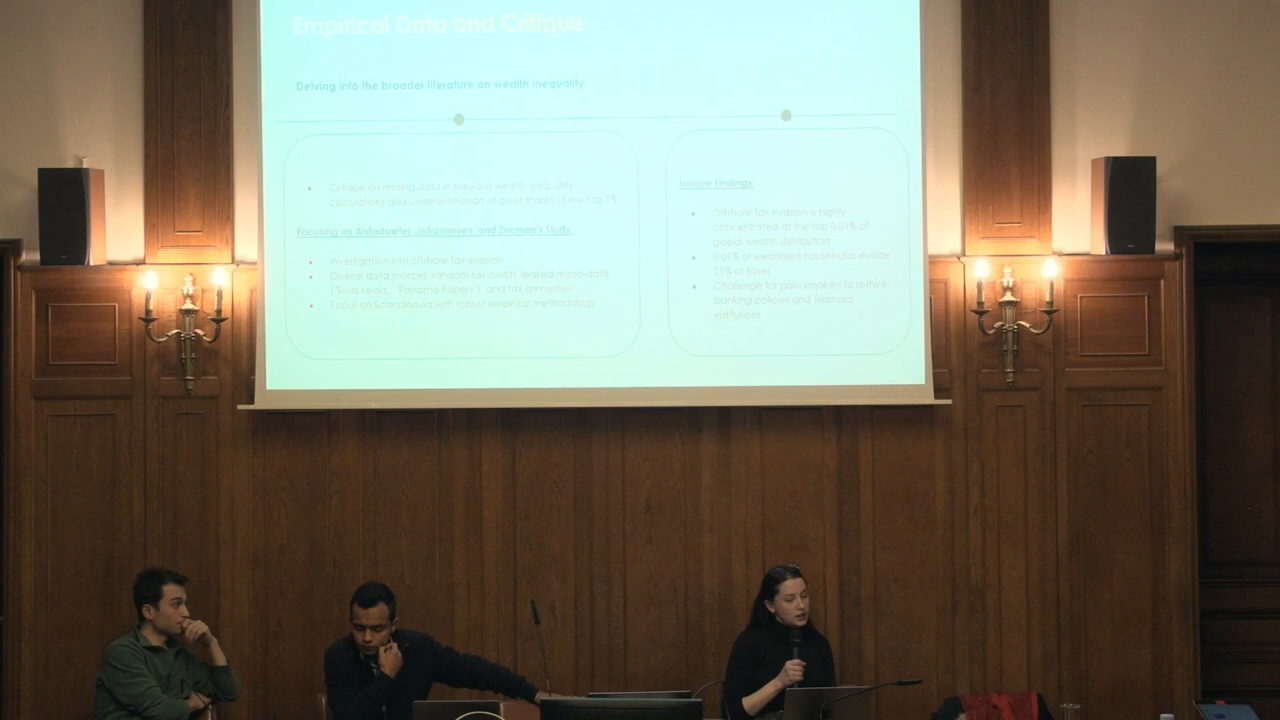 Empirical Data and Critique
Delving into the broader literature on wealth inequality
Critique on missing data in previous wealth inequality
calculations and underestimation of asset shares of the top 1%
Focusing on Alstadsæter, Johannesen, and Zucman's Study
Investigation into offshore tax evasion
Diverse data sources: random tax audits, leaked micro-data
("Swiss Leaks," "Panama Papers"), and tax amnesties
Focus on Scandinavia with robust empirical methodology
Unique Findings
Offshore tax evasion is highly
concentrated at the top 0.01% of
global wealth distribution
0.01% of wealthiest households evade
25% of taxes
Challenge for policymakers to rethink
banking policies and financial
institutions.